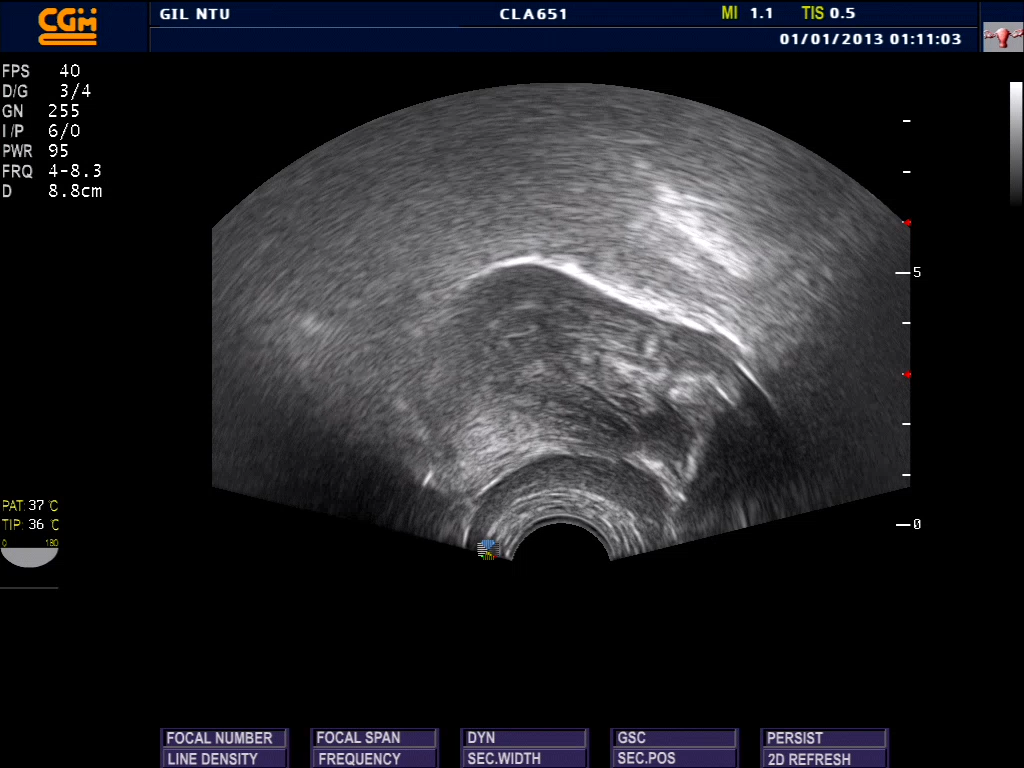 CGM
GIL NTU CLA651 MI 1.1 TIS 0.5
01/01/2013 01:11:03
FPS 40
D/G 3/4
GN 255
I/P 6/0
PWR 95
FRQ 4-8.3
D 8.8cm
5
PAT: 37 °C
TIP: 36 °C
0 180
0
FOCAL NUMBER FOCAL SPAN DYN GSC PERSIST
LINE DENSITY FREQUENCY SEC.WIDTH SEC.POS 2D REFRESH